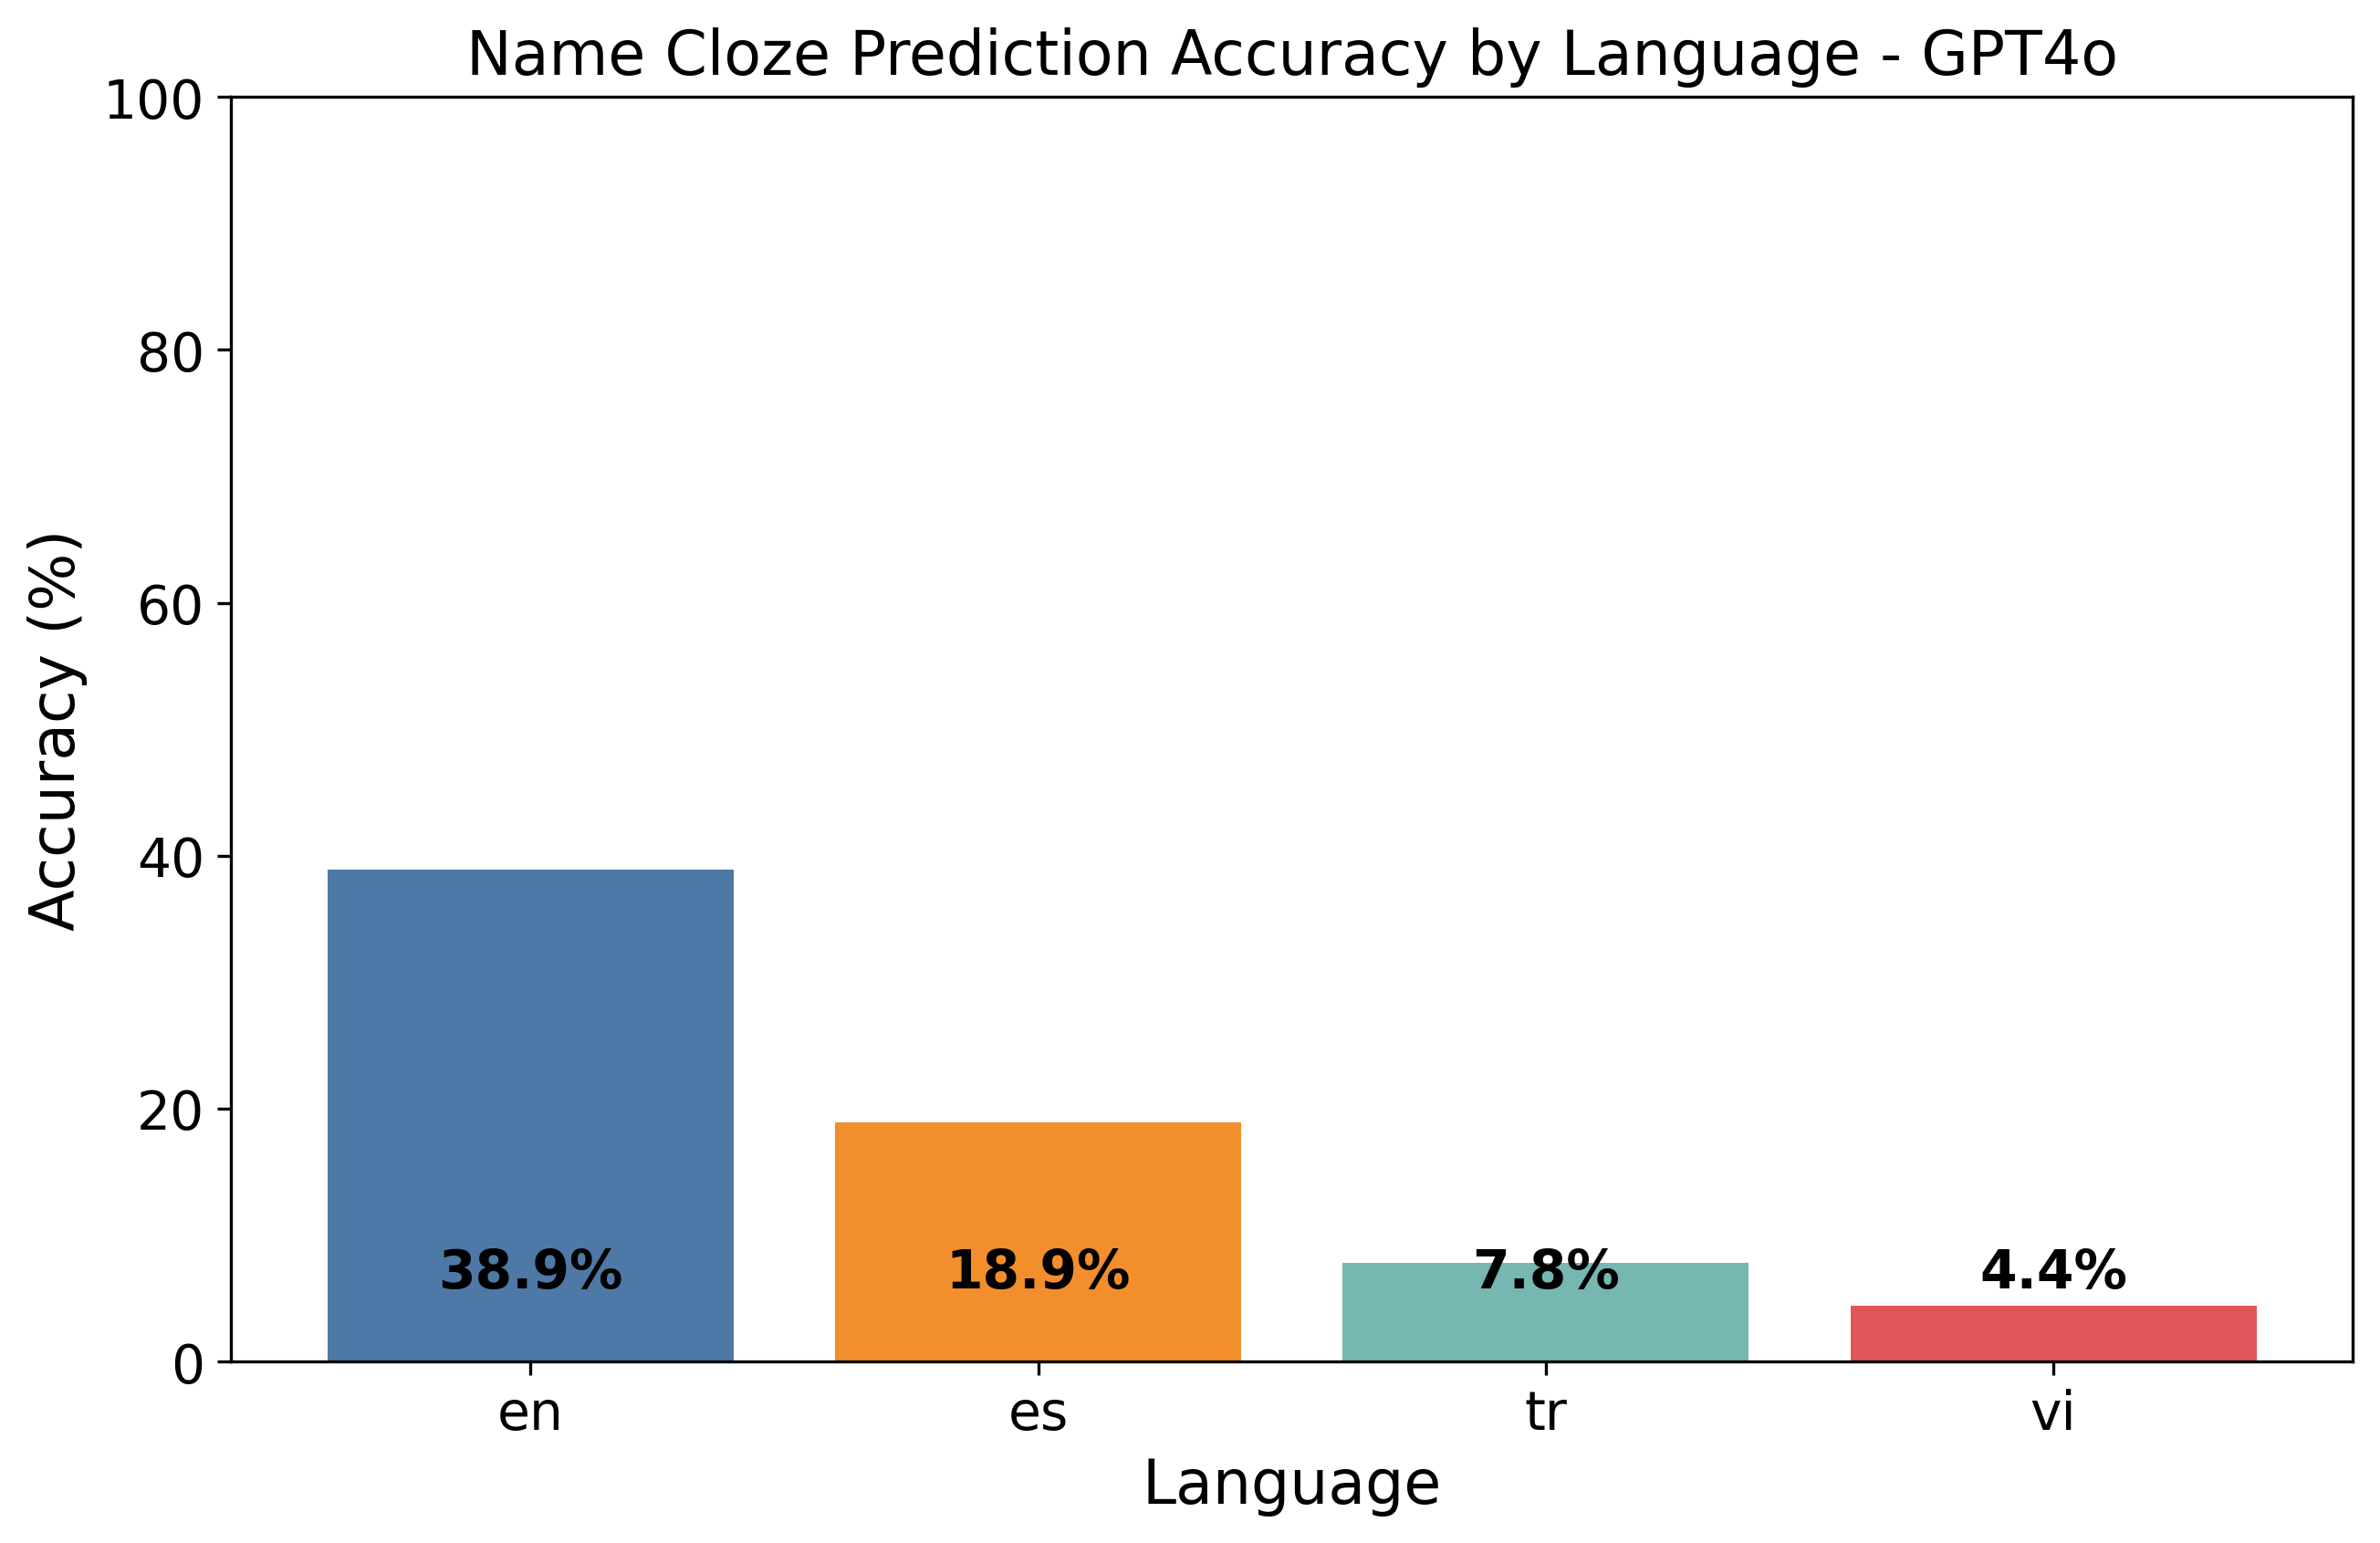 Name Cloze Prediction Accuracy by Language - GPT4o
100
80
60
40
20
0
Accuracy (%)
38.9%
18.9%
7.8%
4.4%
en
es
tr
vi
Language